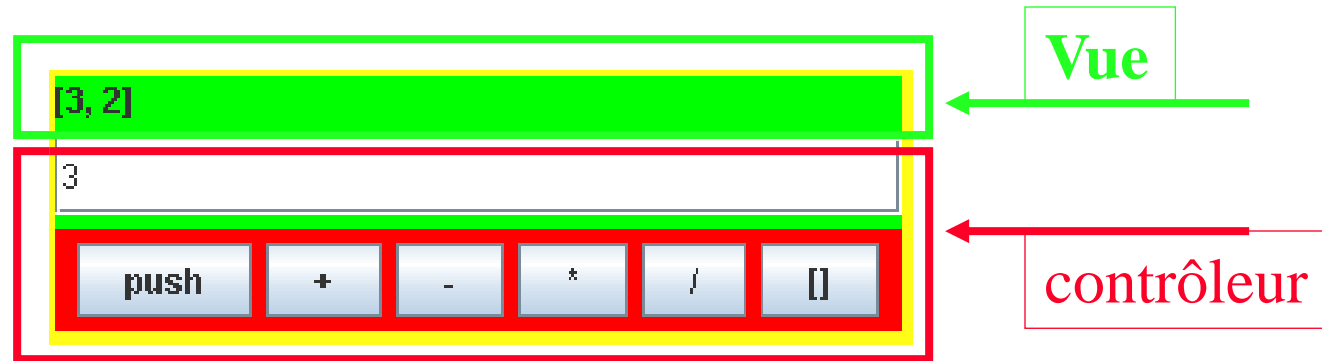 Vue
[3, 2]
3
contrôleur
push + - * / []